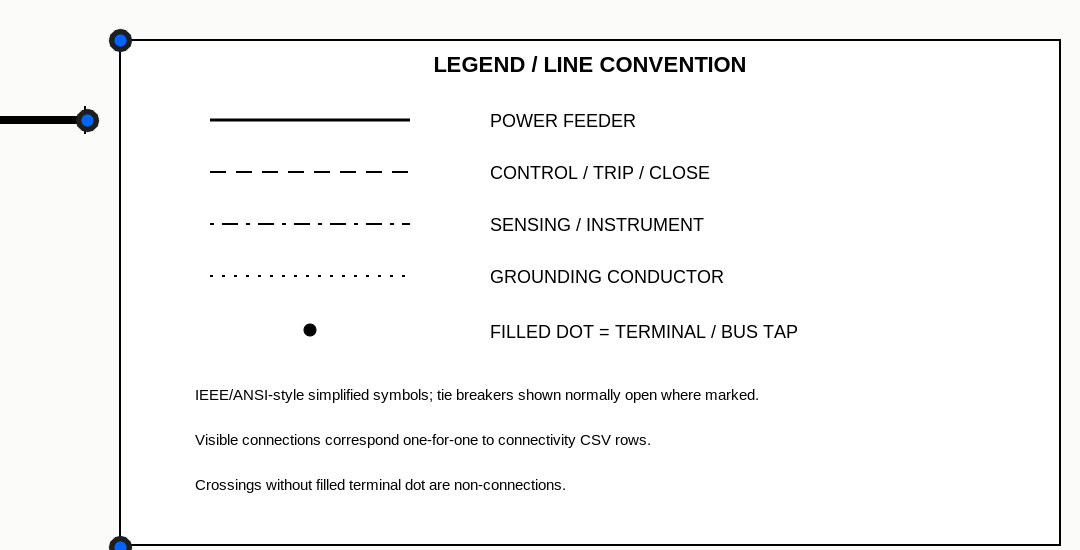 LEGEND / LINE CONVENTION
POWER FEEDER
CONTROL / TRIP / CLOSE
SENSING / INSTRUMENT
GROUNDING CONDUCTOR
FILLED DOT = TERMINAL / BUS TAP
IEEE/ANSI-style simplified symbols; tie breakers shown normally open where marked.
Visible connections correspond one-for-one to connectivity CSV rows.
Crossings without filled terminal dot are non-connections.